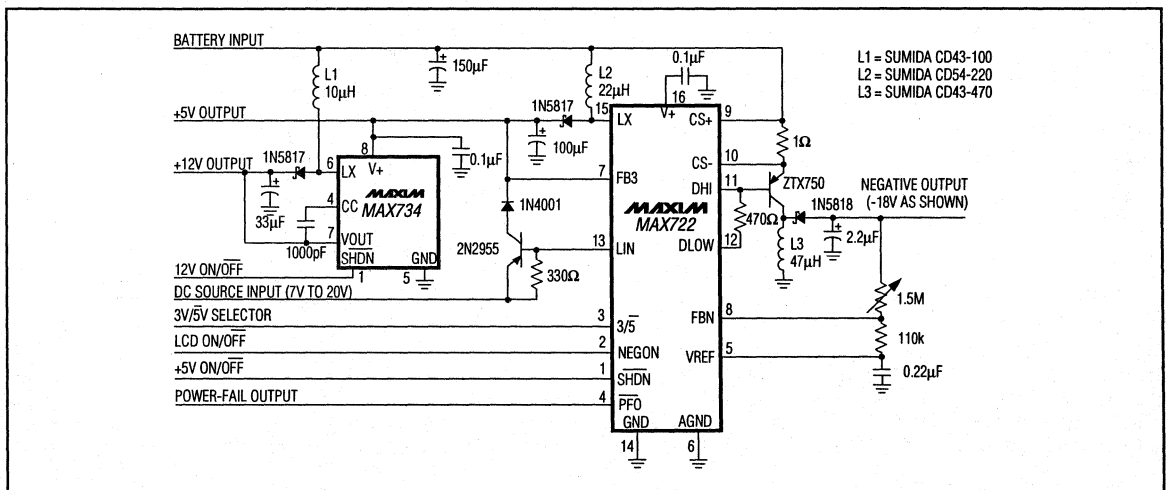 BATTERY INPUT
L1
10µH
+
150µF
L2
22µH
0.1µF
16
V+
L1 = SUMIDA CD43-100
L2 = SUMIDA CD54-220
L3 = SUMIDA CD43-470
+5V OUTPUT
1N5817
15
LX
CS+
9
1Ω
+
100µF
8
V+
0.1µF
+12V OUTPUT
1N5817
6
LX
CS-
10
ZTX750
7
FB3
DHI
11
+
33µF
4
CC
MAXIM
MAX734
1N4001
MAXIM
MAX722
470Ω
1N5818
NEGATIVE OUTPUT
(-18V AS SHOWN)
+
2.2µF
7
VOUT
1000pF
2N2955
13
LIN
DLOW
12
L3
47µH
SHDN
GND
330Ω
12V ON/OFF
1
5
1.5M
DC SOURCE INPUT (7V TO 20V)
3V/5V SELECTOR
3
3/5
FBN
8
110k
LCD ON/OFF
2
NEGON
VREF
5
+5V ON/OFF
1
SHDN
0.22µF
POWER-FAIL OUTPUT
4
PFO
GND
AGND
14
6